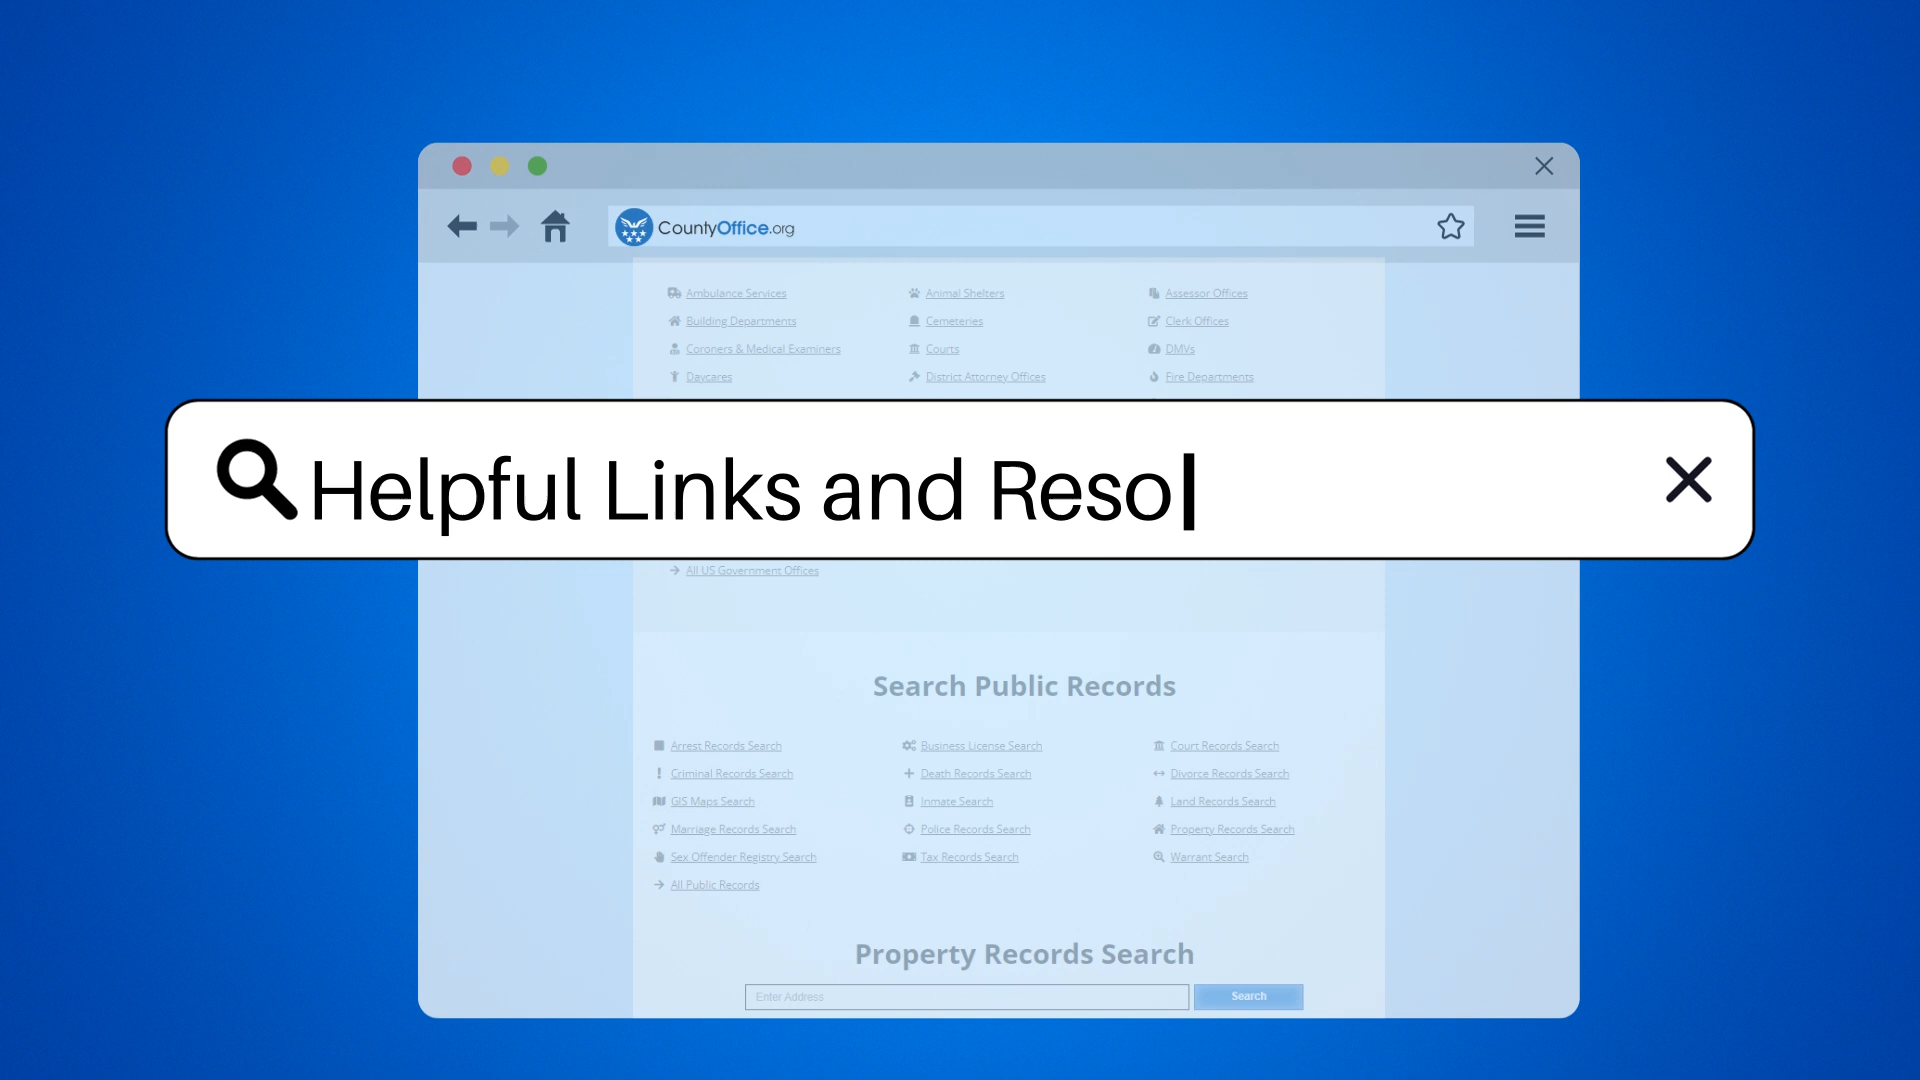 CountyOffice.org
Ambulance Services Animal Shelters Assessor Offices
Building Departments Cemeteries Clerk Offices
Coroners & Medical Examiners Courts DMVs
Daycares District Attorney Offices Fire Departments
Helpful Links and Reso
All US Government Offices
Search Public Records
Arrest Records Search Business License Search Court Records Search
Criminal Records Search Death Records Search Divorce Records Search
GIS Maps Search Inmate Search Land Records Search
Marriage Records Search Police Records Search Property Records Search
Sex Offender Registry Search Tax Records Search Warrant Search
All Public Records
Property Records Search
Enter Address Search